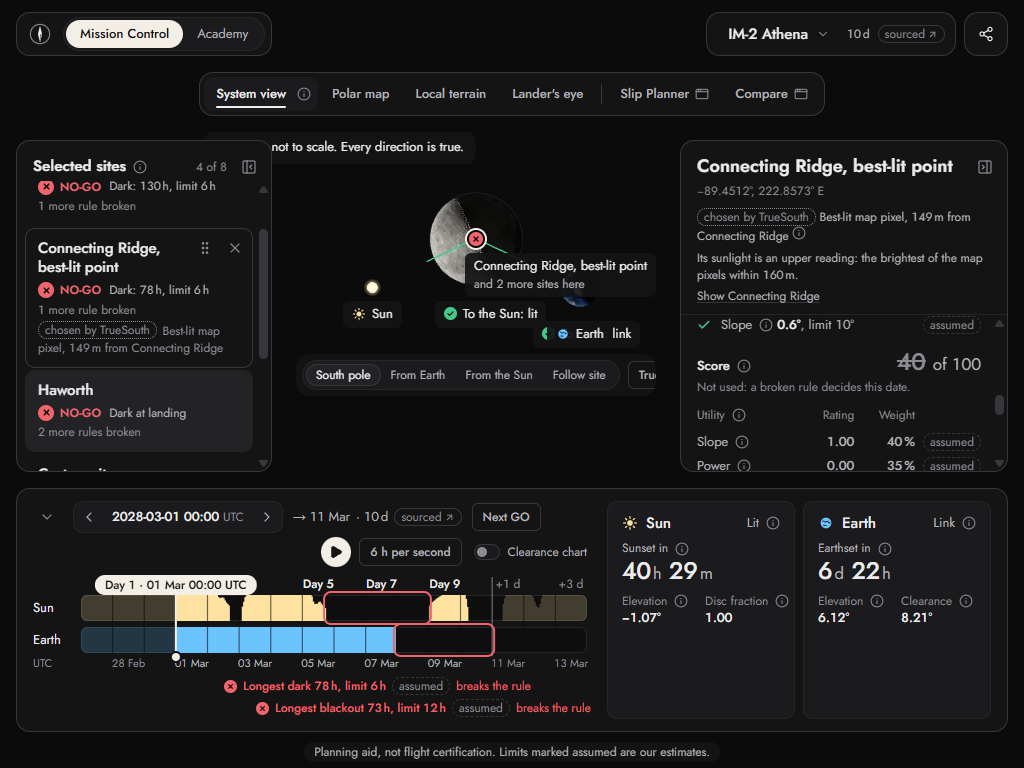 Mission Control
Academy
IM-2 Athena
10 d
sourced ↗
System view
Polar map
Local terrain
Lander's eye
Slip Planner
Compare
not to scale. Every direction is true.
Selected sites
4 of 8
NO-GO Dark: 130 h, limit 6 h
1 more rule broken
Connecting Ridge,
best-lit point
NO-GO Dark: 78 h, limit 6 h
1 more rule broken
chosen by TrueSouth Best-lit map
pixel, 149 m from Connecting Ridge
Haworth
NO-GO Dark at landing
2 more rules broken
Connecting Ridge, best-lit point
and 2 more sites here
Sun
To the Sun: lit
Earth link
South pole
From Earth
From the Sun
Follow site
Connecting Ridge, best-lit point
−89.4512°, 222.8573° E
chosen by TrueSouth Best-lit map pixel, 149 m from
Connecting Ridge
Its sunlight is an upper reading: the brightest of the map
pixels within 160 m.
Show Connecting Ridge
Slope 0.6°, limit 10° assumed
Score 40 of 100
Not used: a broken rule decides this date.
Utility Rating Weight
Slope 1.00 40 % assumed
Power 0.00 35 % assumed
2028-03-01 00:00 UTC
→ 11 Mar · 10 d sourced ↗
Next GO
6 h per second
Clearance chart
Day 1 · 01 Mar 00:00 UTC
Day 5
Day 7
Day 9
+1 d
+3 d
Sun
Earth
UTC
28 Feb
01 Mar
03 Mar
05 Mar
07 Mar
09 Mar
11 Mar
13 Mar
Longest dark 78 h, limit 6 h assumed breaks the rule
Longest blackout 73 h, limit 12 h assumed breaks the rule
Sun
Lit
Sunset in
40 h 29 m
Elevation
Disc fraction
−1.07°
1.00
Earth
Link
Earthset in
6 d 22 h
Elevation
Clearance
6.12°
8.21°
Planning aid, not flight certification. Limits marked assumed are our estimates.